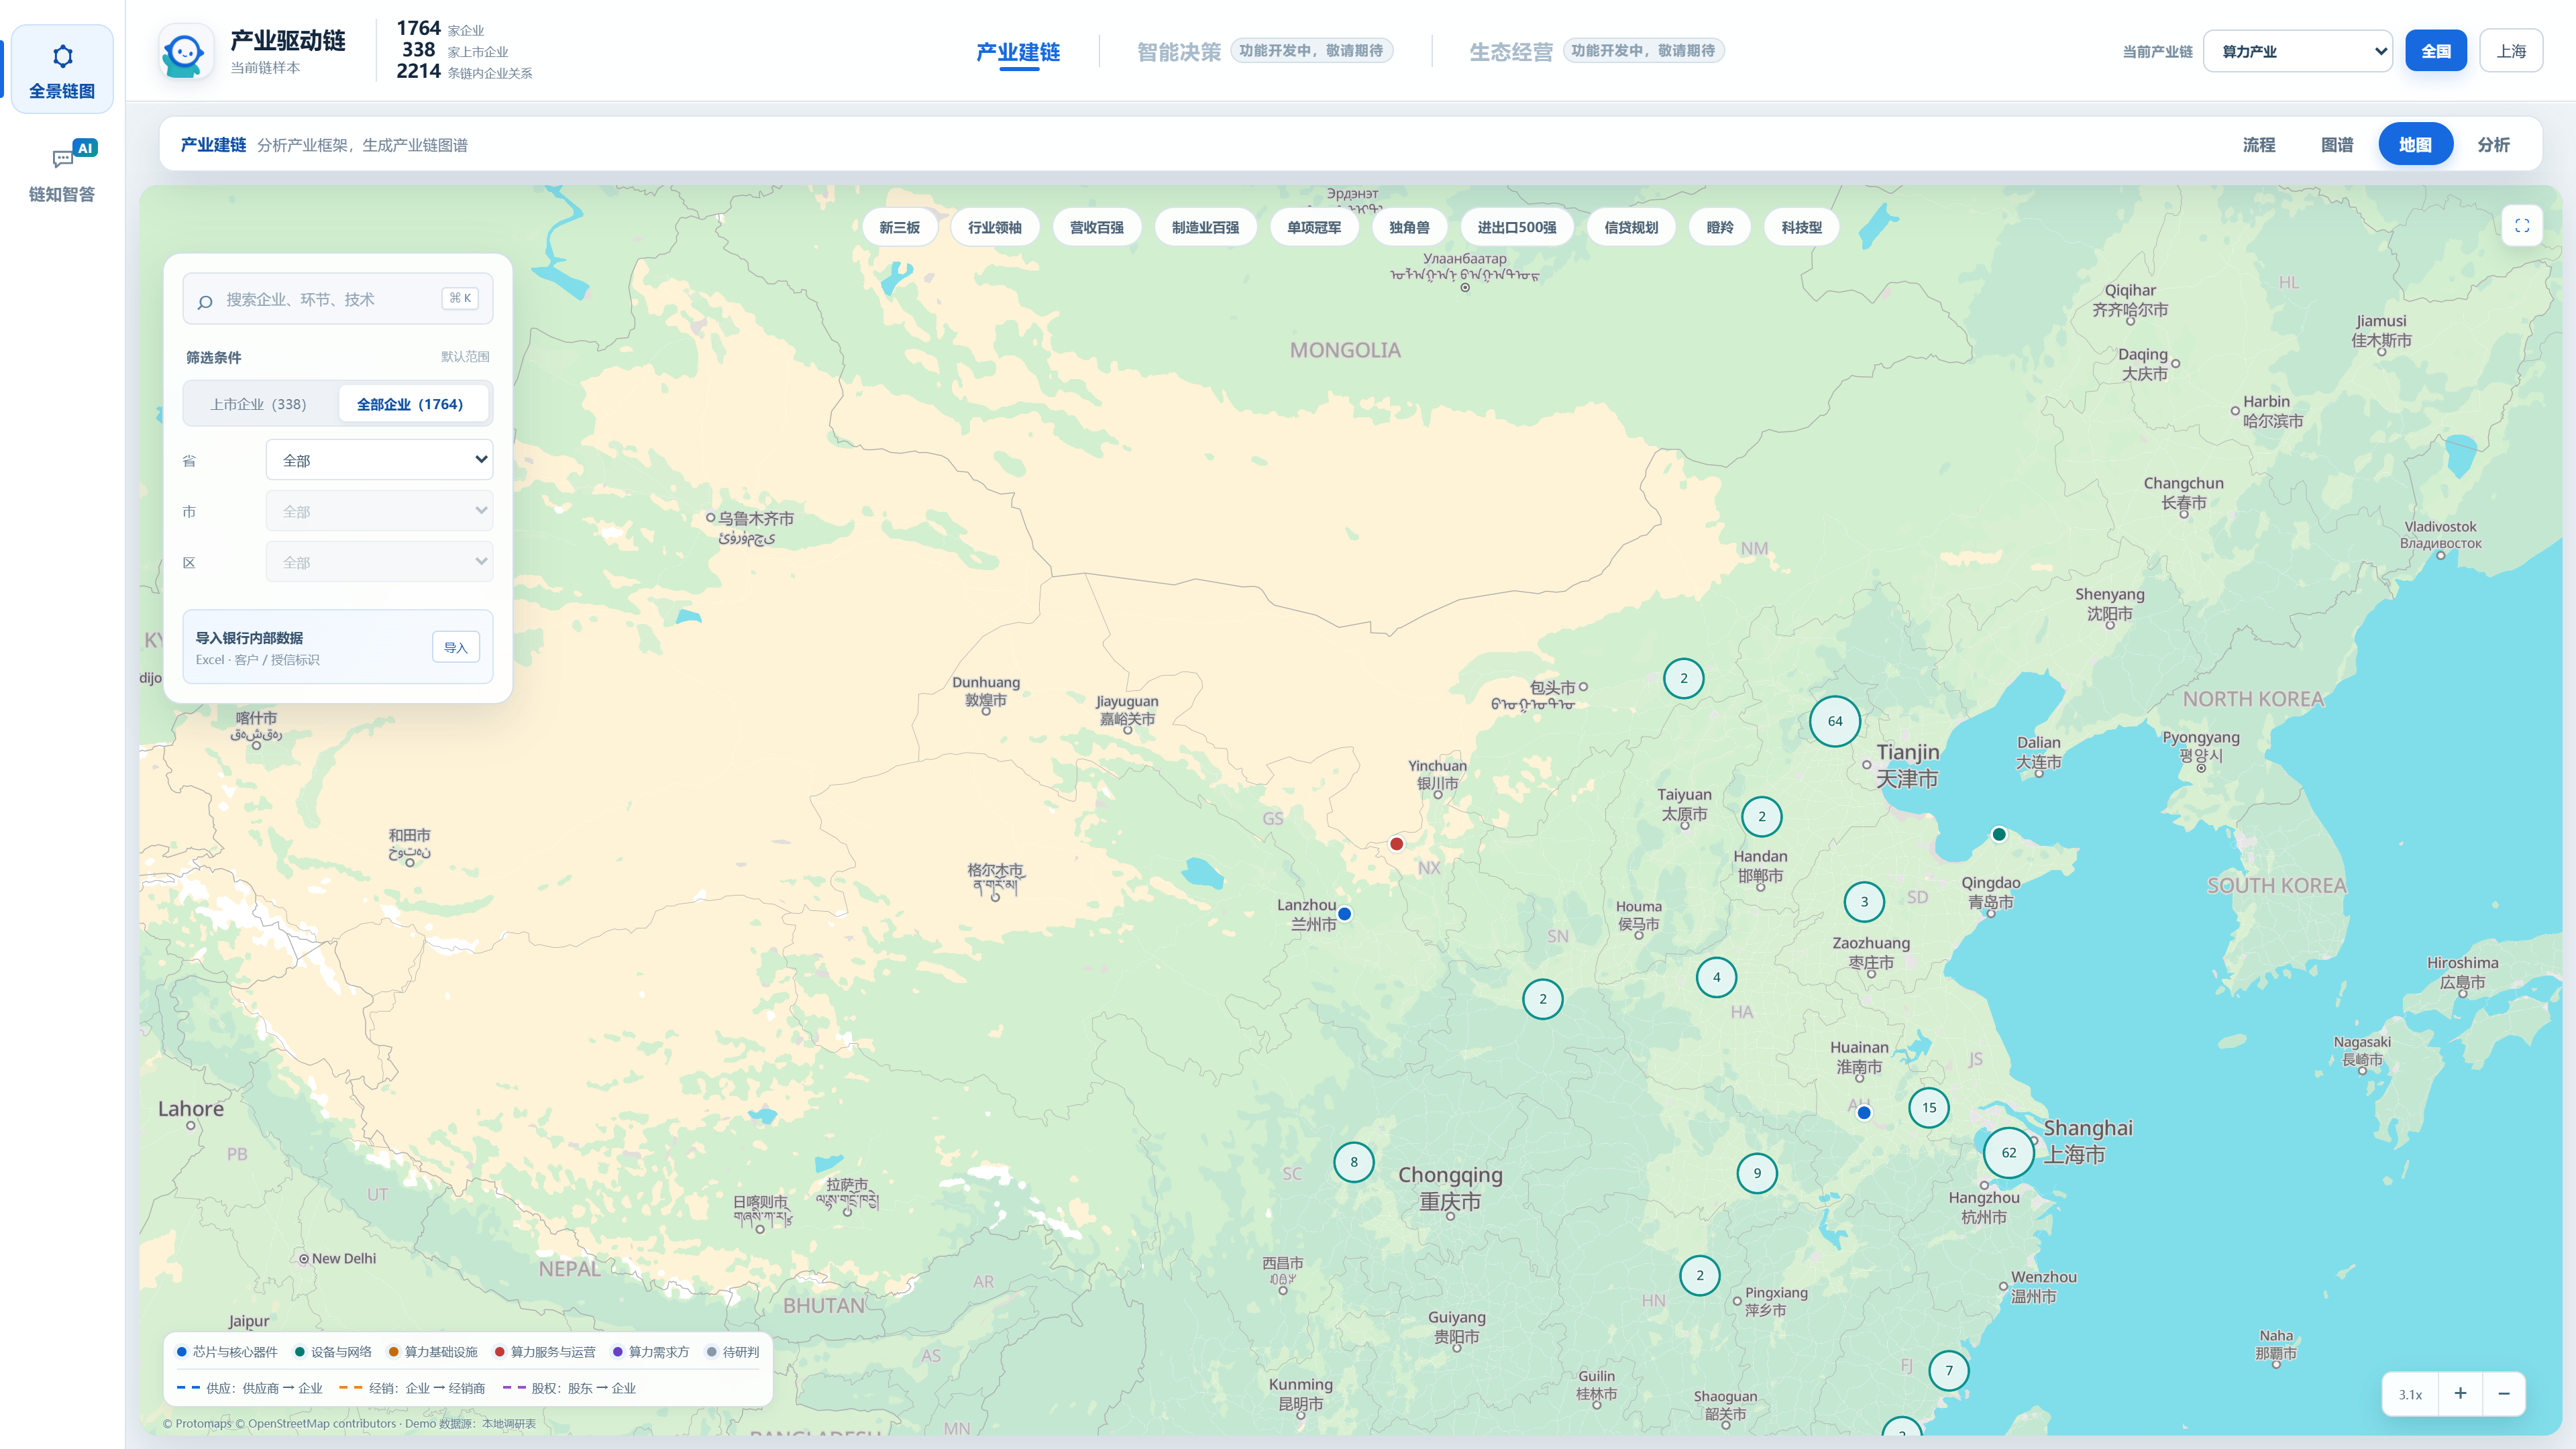 全景链图
AI
链知智答
产业驱动链
当前链样本
1764 家企业
338 家上市企业
2214 条链内企业关系
产业建链
智能决策 功能开发中，敬请期待
生态经营 功能开发中，敬请期待
当前产业链
算力产业
全国
上海
产业建链 分析产业框架，生成产业链图谱
流程
图谱
地图
分析
新三板
行业领袖
营收百强
制造业百强
单项冠军
独角兽
进出口500强
信贷规划
瞪羚
科技型
搜索企业、环节、技术
⌘ K
筛选条件
默认范围
上市企业（338）
全部企业（1764）
省
全部
市
全部
区
全部
导入银行内部数据
Excel · 客户 / 授信标识
导入
Эрдэнэт
Улаанбаатар
MONGOLIA
Qiqihar
齐齐哈尔市
HL
Jiamusi
佳木斯市
Daqing
大庆市
Harbin
哈尔滨市
Changchun
长春市
Vladivostok
Владивосток
乌鲁木齐市
NM
Shenyang
沈阳市
KY
dijo
喀什市
Dunhuang
敦煌市
Jiayuguan
嘉峪关市
包头市
2
64
NORTH KOREA
Tianjin
天津市
Dalian
大连市
Pyongyang
평양시
Yinchuan
银川市
Taiyuan
太原市
2
GS
和田市
格尔木市
NX
Handan
邯郸市
Qingdao
青岛市
SOUTH KOREA
3
SD
Lanzhou
兰州市
Houma
侯马市
SN
Zaozhuang
枣庄市
Hiroshima
広島市
4
2
HA
Huainan
淮南市
JS
Nagasaki
長崎市
Lahore
15
Shanghai
上海市
62
PB
8
SC
Chongqing
重庆市
9
UT
拉萨市
日喀则市
Hangzhou
杭州市
New Delhi
NEPAL
西昌市
AR
2
Wenzhou
温州市
BHUTAN
HN
Pingxiang
萍乡市
Jaipur
Guiyang
贵阳市
Naha
那覇市
AS
FJ
7
Kunming
昆明市
Guilin
桂林市
Shaoguan
韶关市
MN
芯片与核心器件
设备与网络
算力基础设施
算力服务与运营
算力需求方
待研判
供应：供应商 → 企业
经销：企业 → 经销商
股权：股东 → 企业
© Protomaps © OpenStreetMap contributors · Demo 数据源：本地调研表
3.1x
+
−